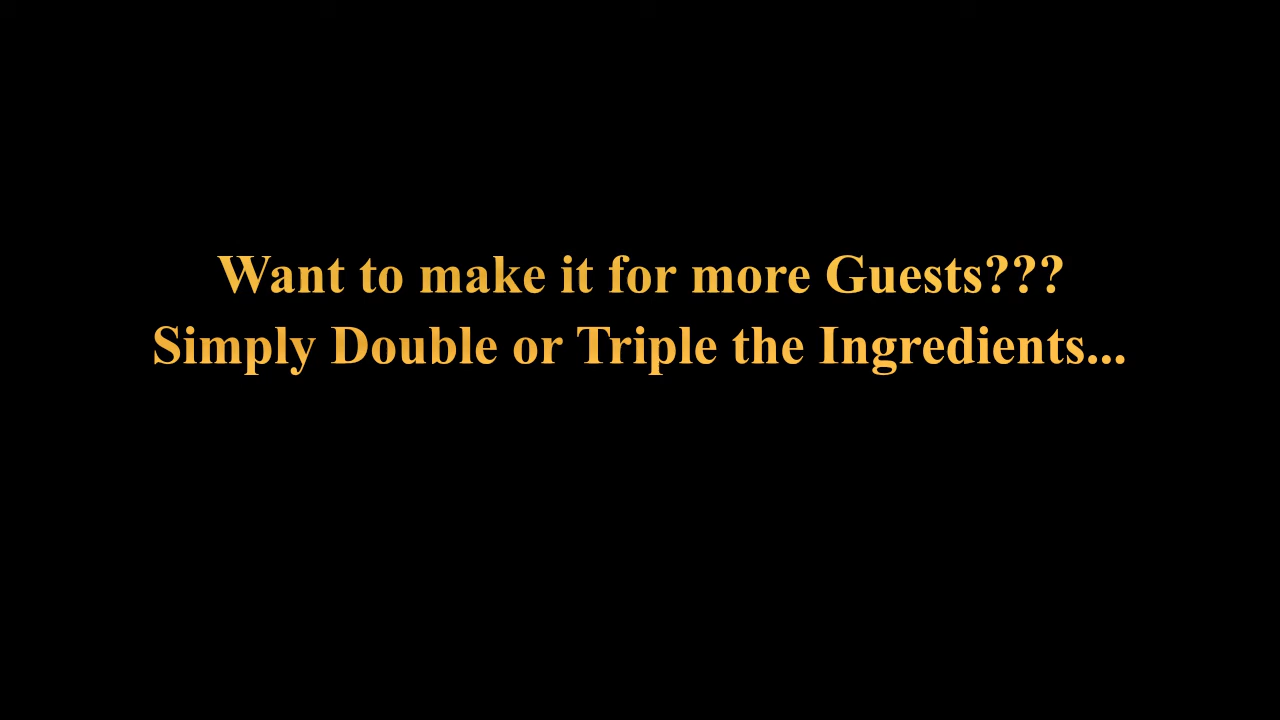 Want to make it for more Guests???
Simply Double or Triple the Ingredients...